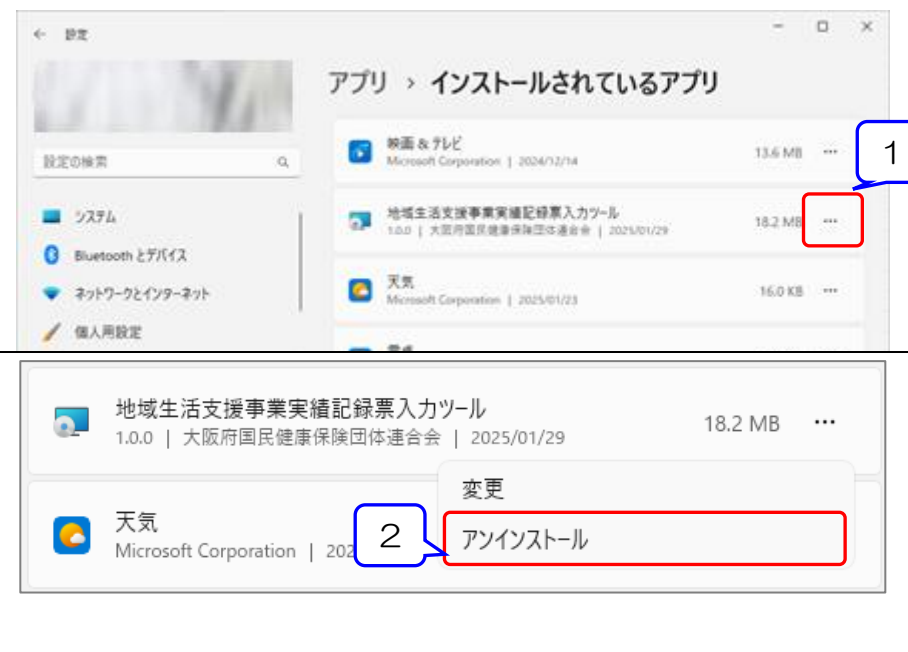 ← 設定
アプリ > インストールされているアプリ
映画 & テレビ
Microsoft Corporation | 2024/12/14
13.6 MB ···
1
設定の検索
システム
地域生活支援事業実績記録票入力ツール
1.0.0 | 大阪府国民健康保険団体連合会 | 2025/01/29
18.2 MB ···
Bluetooth とデバイス
ネットワークとインターネット
天気
Microsoft Corporation | 2025/01/23
16.0 KB ···
個人用設定
地域生活支援事業実績記録票入力ツール
1.0.0 | 大阪府国民健康保険団体連合会 | 2025/01/29
18.2 MB ···
変更
天気
Microsoft Corporation | 202
2
アンインストール